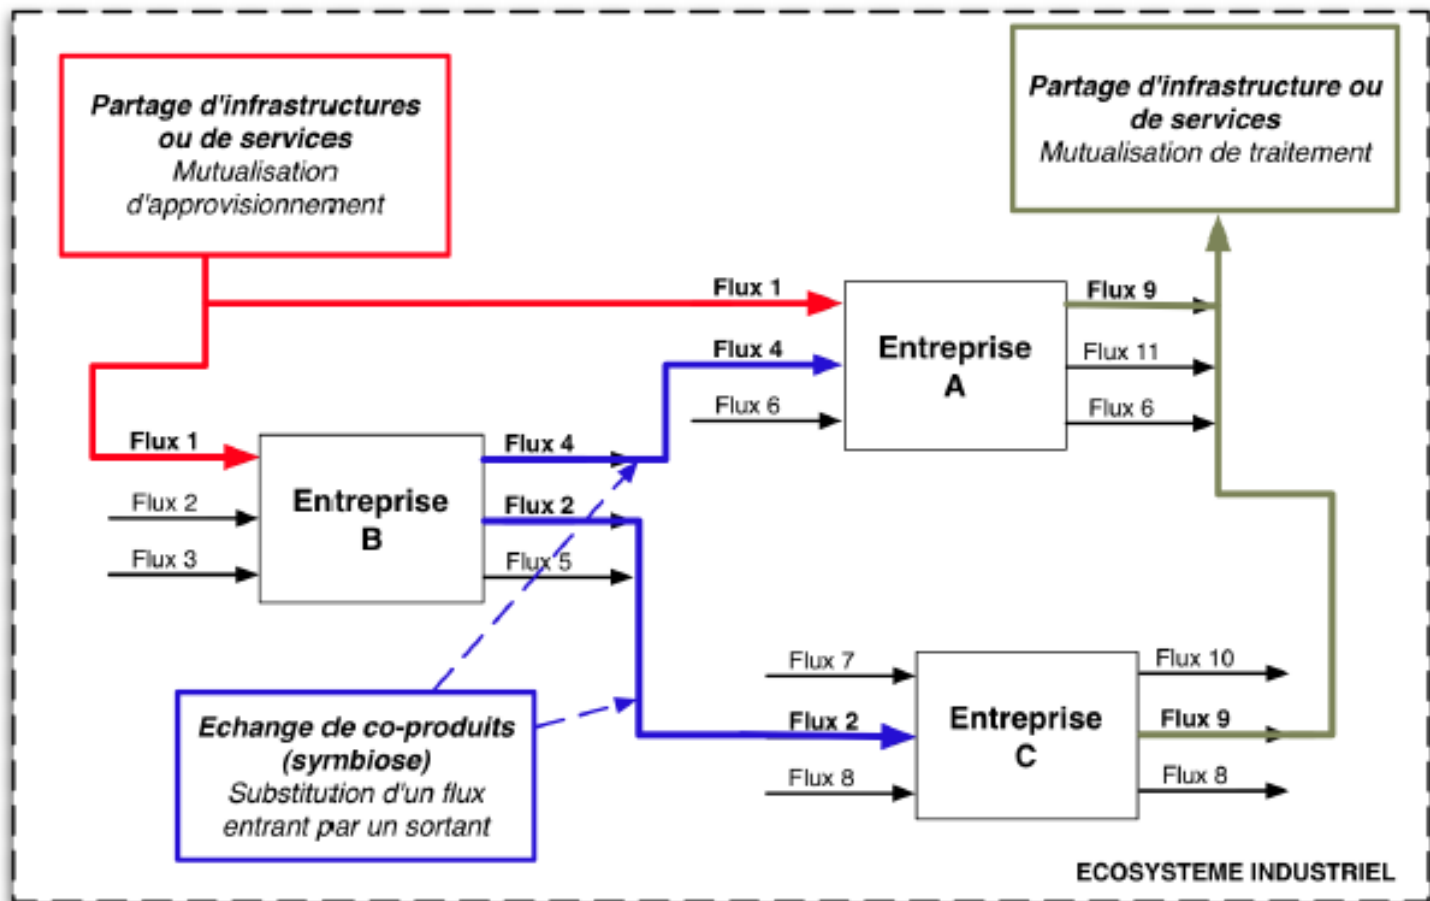 Partage d'infrastructures
ou de services
Mutualisation
d'approvisionnement
Partage d'infrastructure ou
de services
Mutualisation de traitement
Flux 1
Flux 4
Flux 6
Entreprise
A
Flux 9
Flux 11
Flux 6
Flux 1
Flux 2
Flux 3
Entreprise
B
Flux 4
Flux 2
Flux 5
Flux 7
Flux 2
Flux 8
Entreprise
C
Flux 10
Flux 9
Flux 8
Echange de co-produits
(symbiose)
Substitution d'un flux
entrant par un sortant
ECOSYSTEME INDUSTRIEL